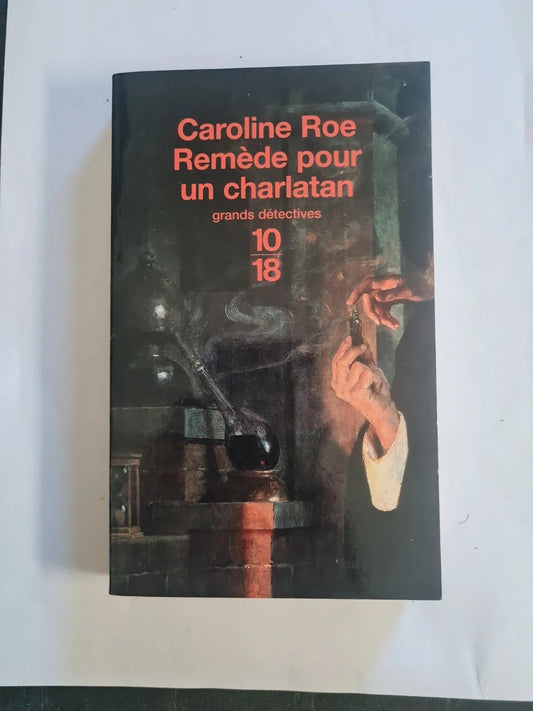 Caroline Roe
Remède pour
un charlatan
grands détectives
10
18